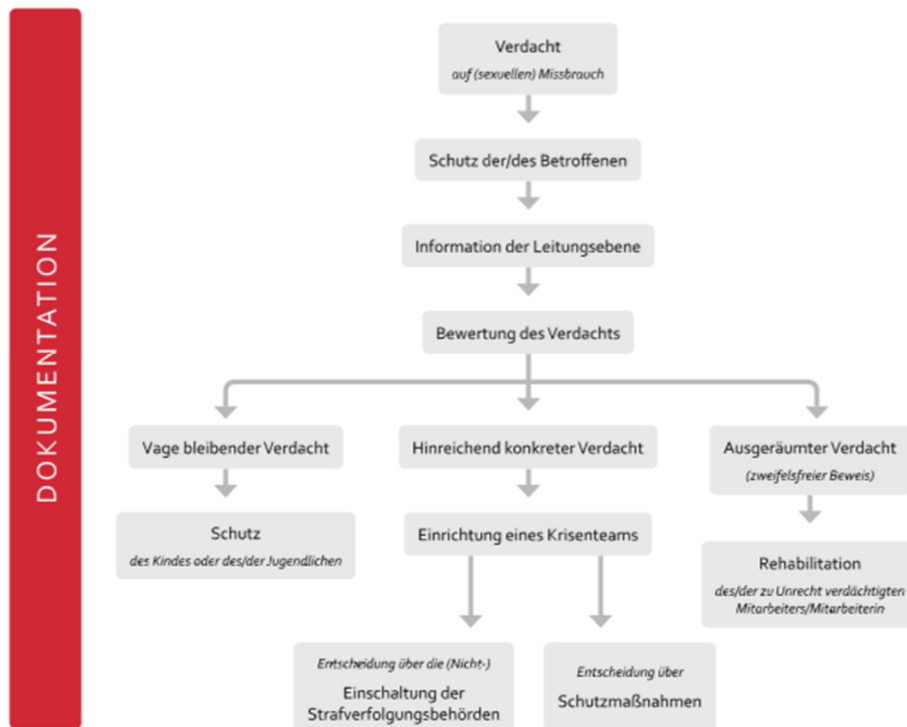 DOKUMENTATION
Verdacht
auf (sexuellen) Missbrauch
Schutz der/des Betroffenen
Information der Leitungsebene
Bewertung des Verdachts
Vage bleibender Verdacht
Hinreichend konkreter Verdacht
Ausgeräumter Verdacht
(zweifelsfreier Beweis)
Schutz
des Kindes oder des/der Jugendlichen
Einrichtung eines Krisenteams
Rehabilitation
des/der zu Unrecht verdächtigten
Mitarbeiters/Mitarbeiterin
Entscheidung über die (Nicht-)
Einschaltung der
Strafverfolgungsbehörden
Entscheidung über
Schutzmaßnahmen